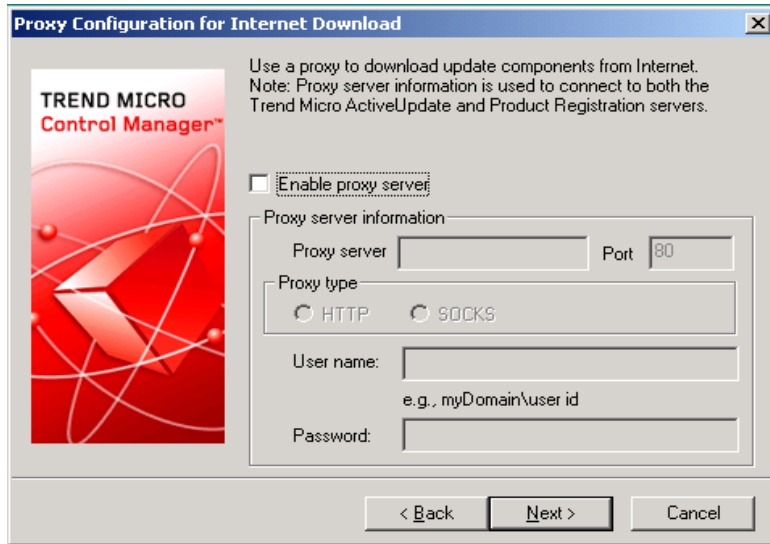 Proxy Configuration for Internet Download
TREND MICRO
Control Manager™
Use a proxy to download update components from Internet.
Note: Proxy server information is used to connect to both the
Trend Micro ActiveUpdate and Product Registration servers.
Enable proxy server
Proxy server information
Proxy server Port 80
Proxy type
HTTP SOCKS
User name:
e.g., myDomain\user id
Password:
< Back Next > Cancel